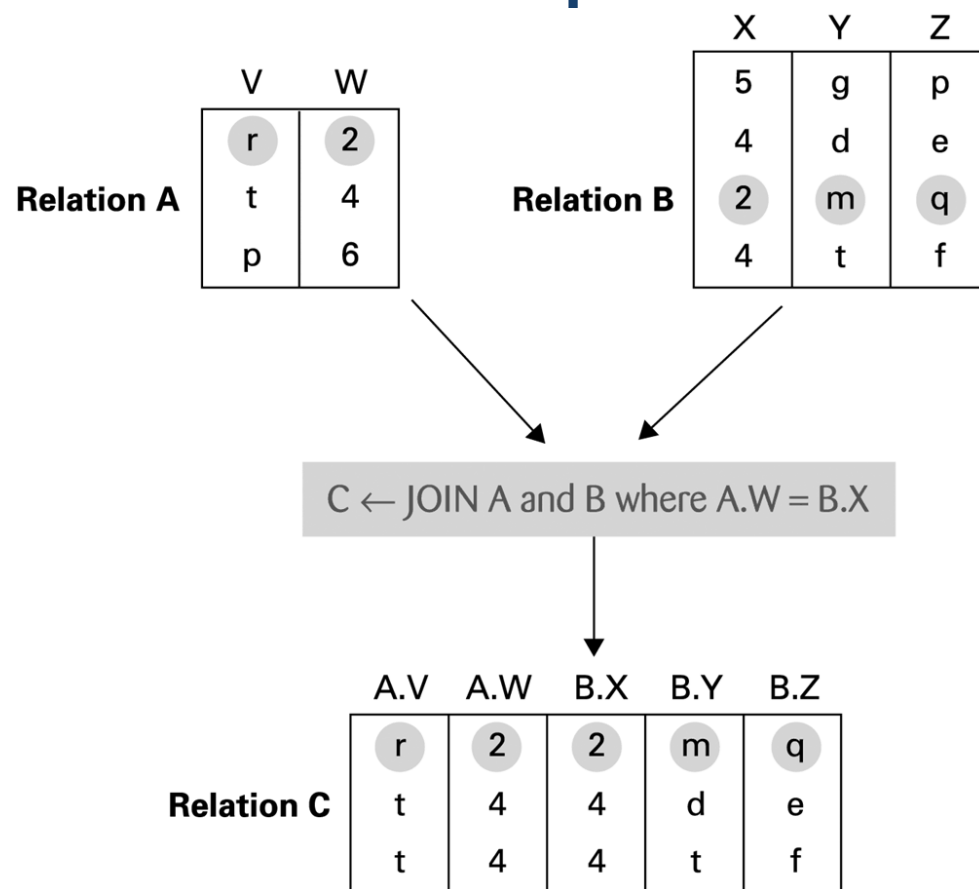 X Y Z
V W
5 g p
r 2
4 d e
Relation A t 4
Relation B 2 m q
p 6
4 t f
C ← JOIN A and B where A.W = B.X
A.V A.W B.X B.Y B.Z
r 2 2 m q
Relation C t 4 4 d e
t 4 4 t f